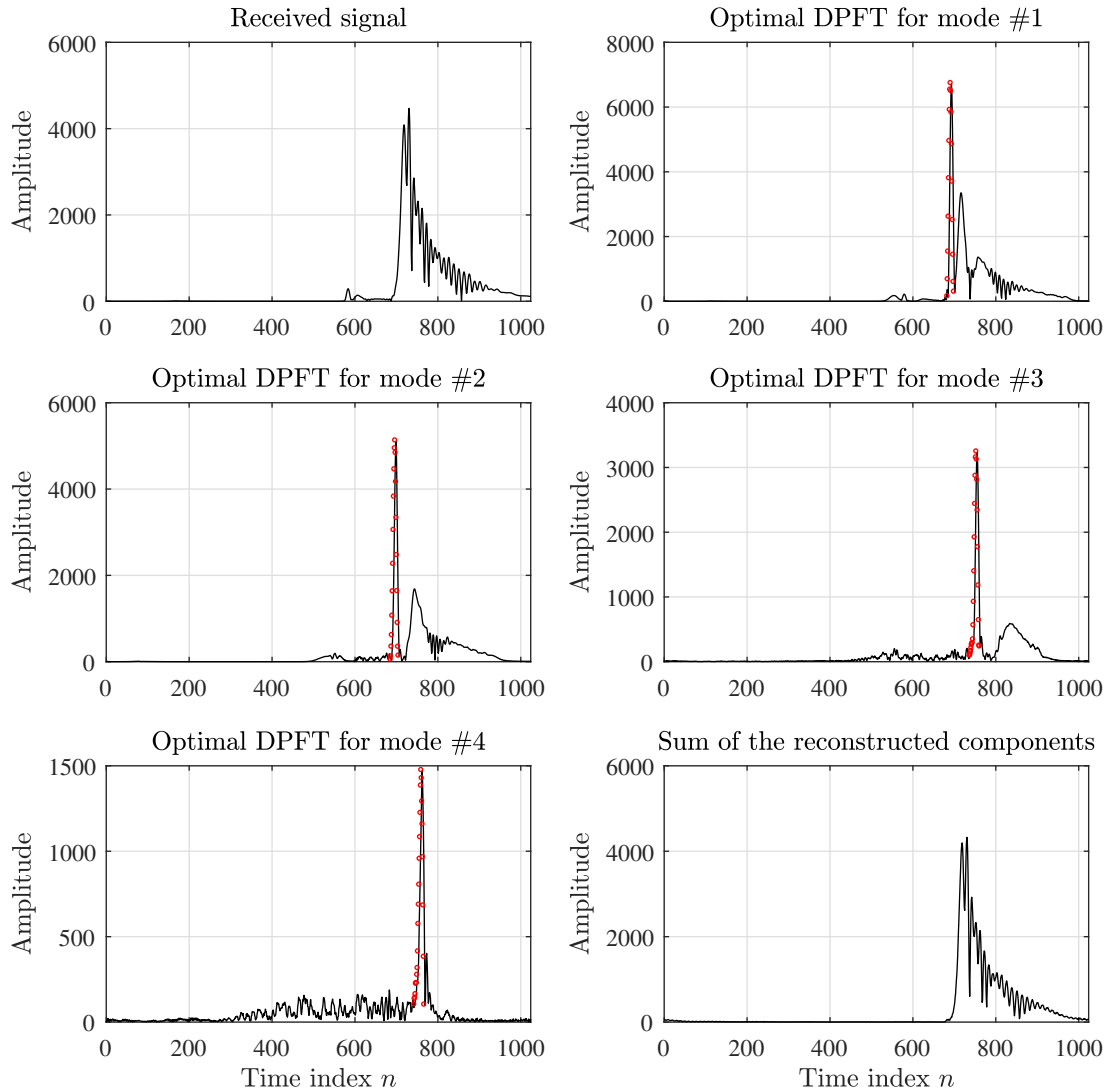 Received signal
6000
4000
2000
0
Amplitude
0 200 400 600 800 1000
Optimal DPFT for mode #1
8000
6000
4000
2000
0
Amplitude
0 200 400 600 800 1000
Optimal DPFT for mode #2
6000
4000
2000
0
Amplitude
0 200 400 600 800 1000
Optimal DPFT for mode #3
4000
3000
2000
1000
0
Amplitude
0 200 400 600 800 1000
Optimal DPFT for mode #4
1500
1000
500
0
Amplitude
0 200 400 600 800 1000
Time index n
Sum of the reconstructed components
6000
4000
2000
0
Amplitude
0 200 400 600 800 1000
Time index n